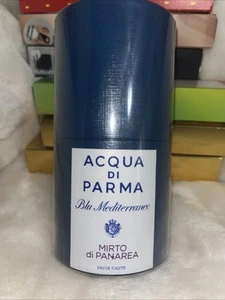 ACQUA
DI
PARMA
Blu Mediterraneo
MIRTO
di PANAREA
EAU DE TOILETTE